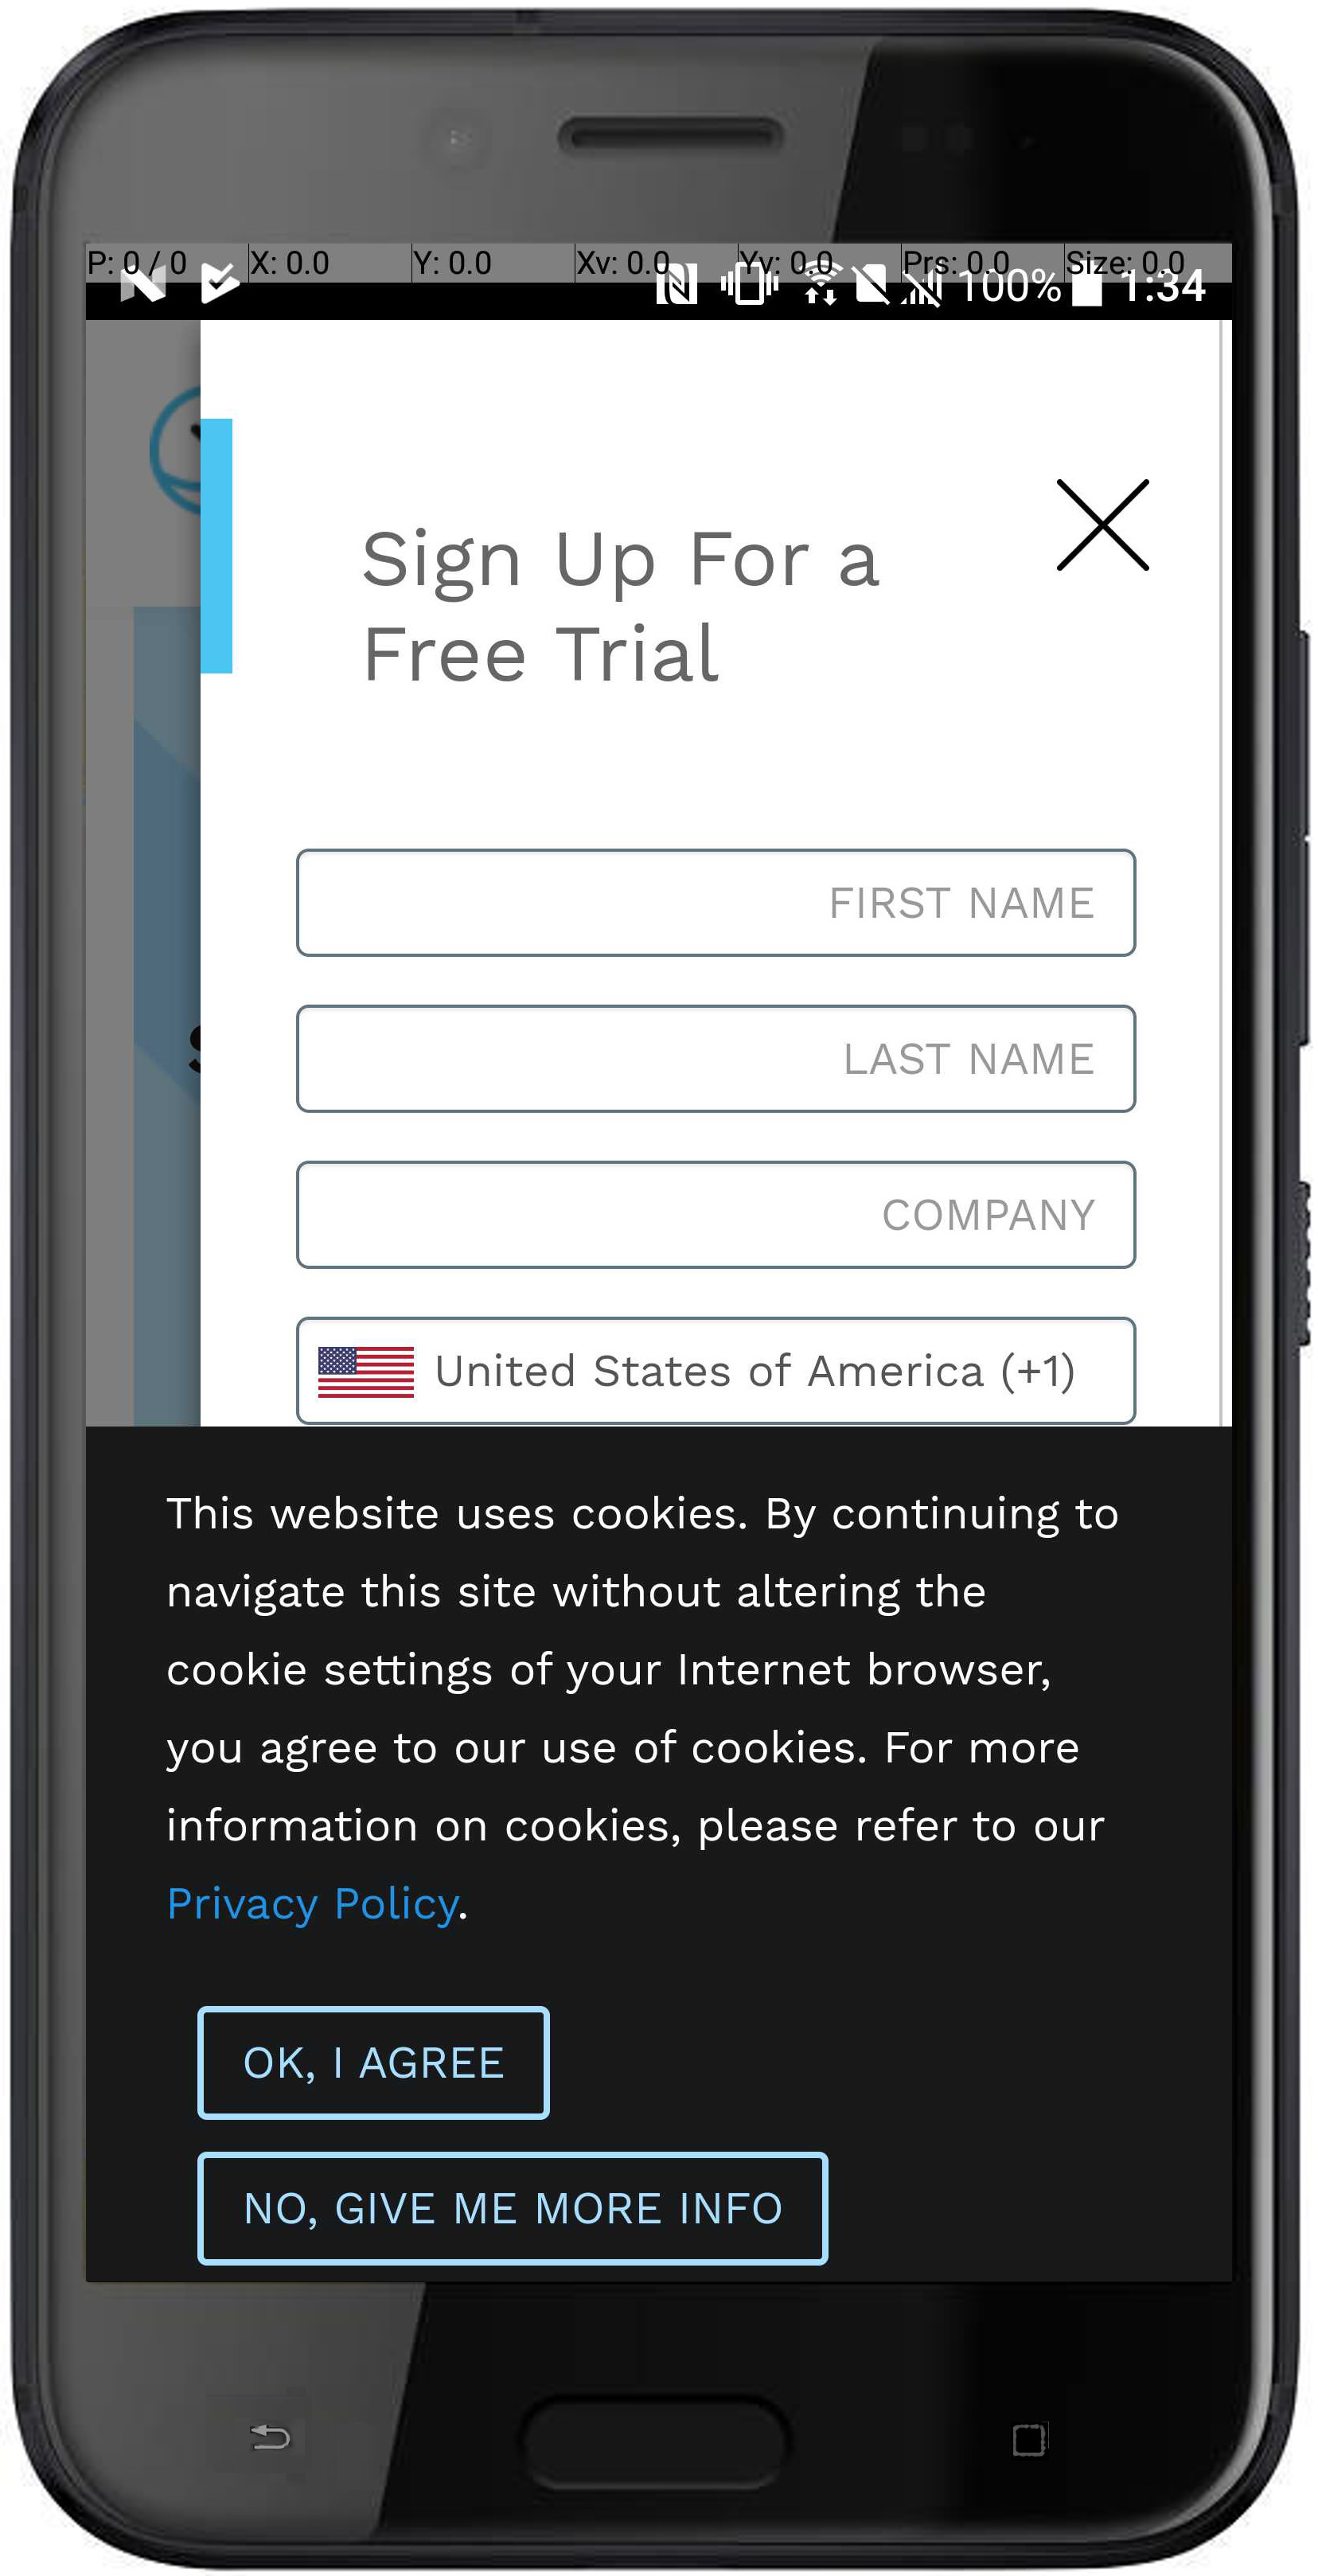 P: 0 / 0 X: 0.0 Y: 0.0 Xv: 0.0 Yv: 0.0 Prs: 0.0 Size: 0.0
100% 1:34
Sign Up For a
Free Trial
FIRST NAME
LAST NAME
COMPANY
United States of America (+1)
This website uses cookies. By continuing to
navigate this site without altering the
cookie settings of your Internet browser,
you agree to our use of cookies. For more
information on cookies, please refer to our
Privacy Policy.
OK, I AGREE
NO, GIVE ME MORE INFO